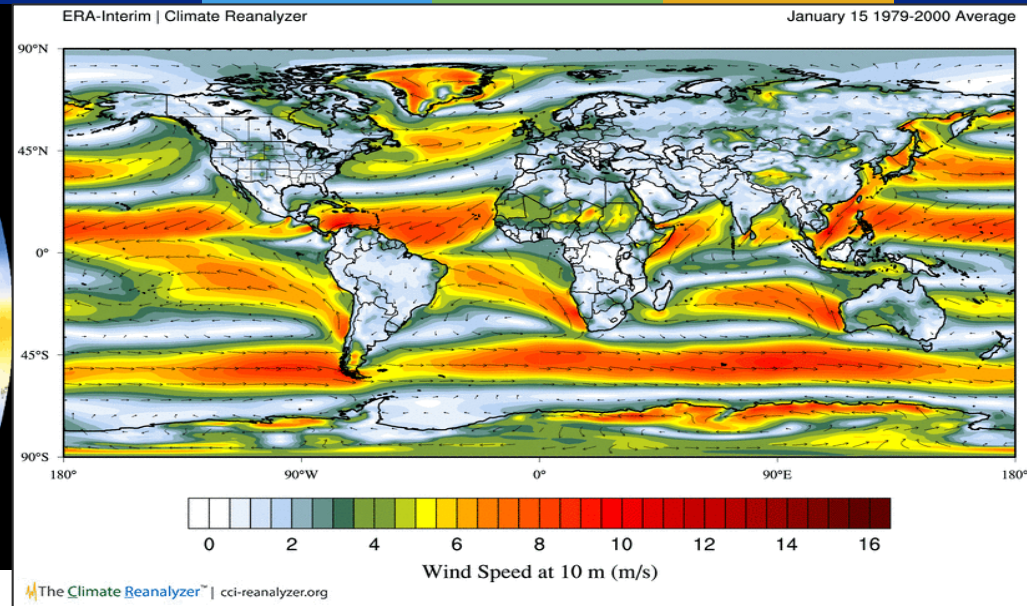 ERA-Interim | Climate Reanalyzer
January 15 1979-2000 Average
90°N
45°N
0°
45°S
90°S
180° 90°W 0° 90°E 180°
0 2 4 6 8 10 12 14 16
Wind Speed at 10 m (m/s)
The Climate Reanalyzer™ | cci-reanalyzer.org